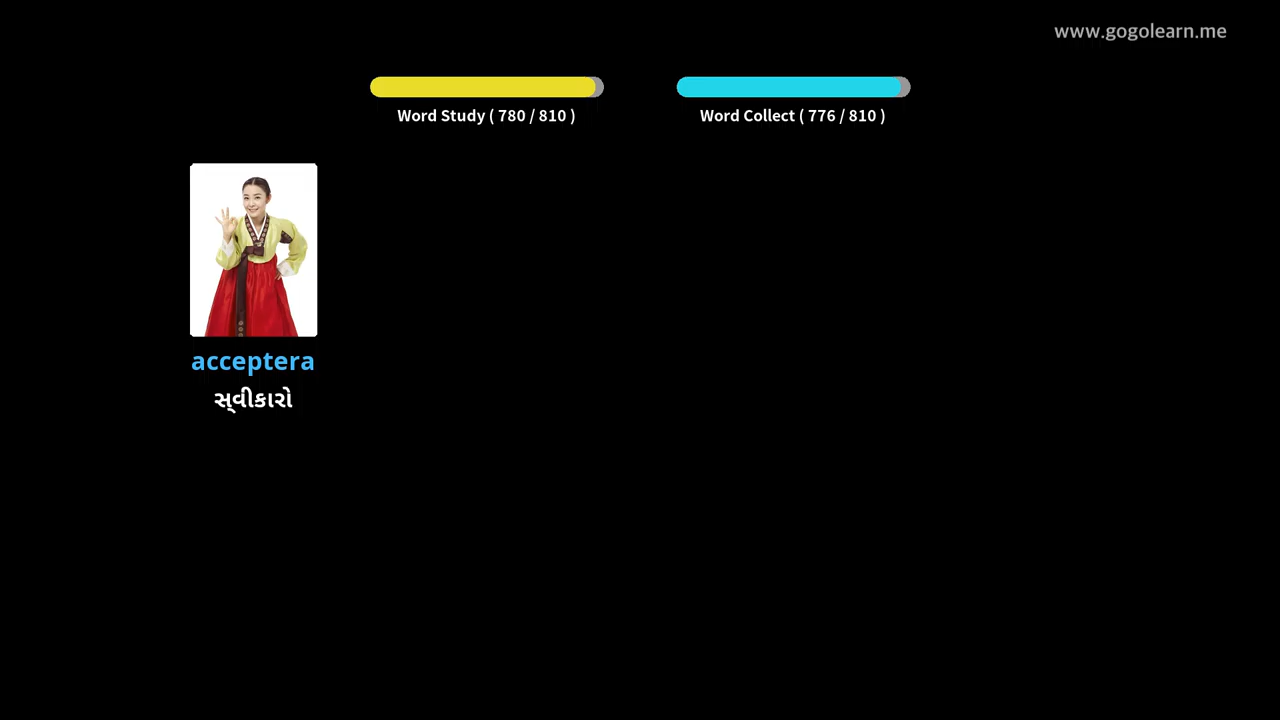 www.gogolearn.me
Word Study ( 780 / 810 )
Word Collect ( 776 / 810 )
acceptera
સ્વીકારો